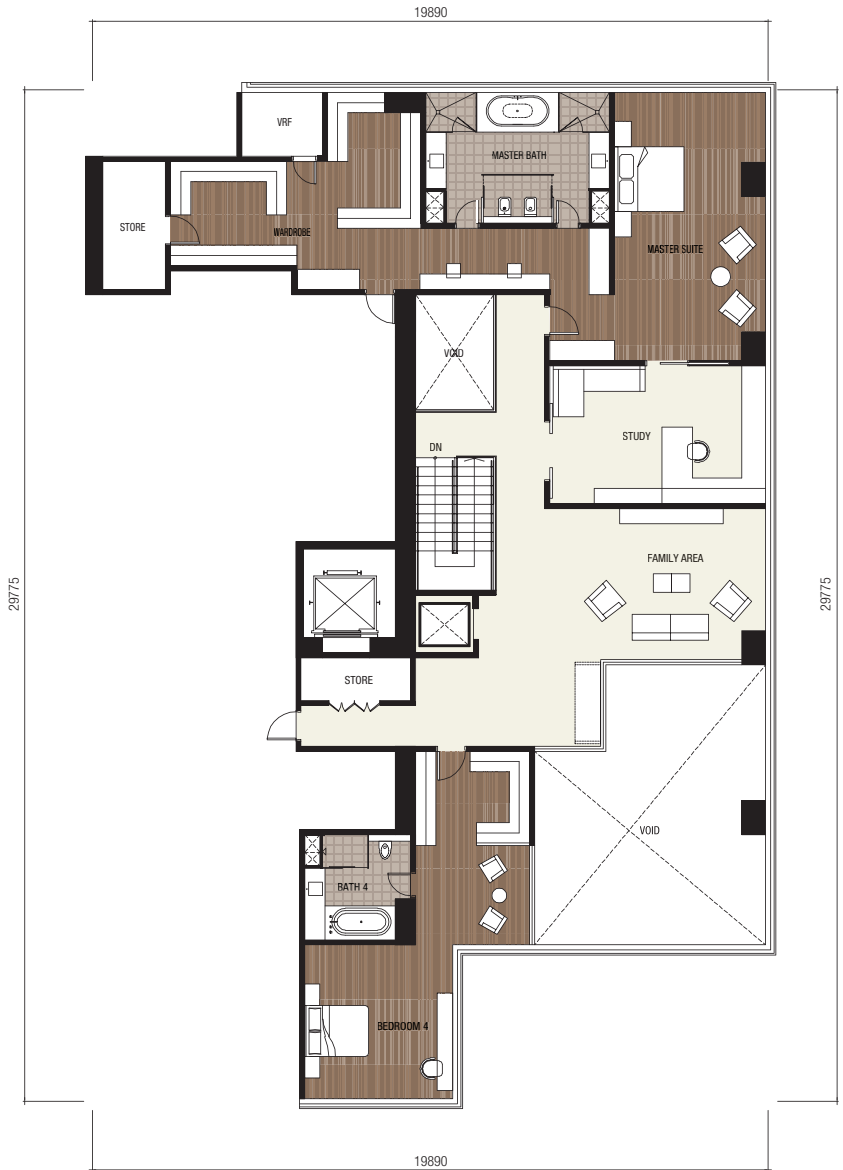 19890
VRF
MASTER BATH
STORE
WARDROBE
MASTER SUITE
VOID
STUDY
DN
FAMILY AREA
29775
29775
STORE
VOID
BATH 4
BEDROOM 4
19890